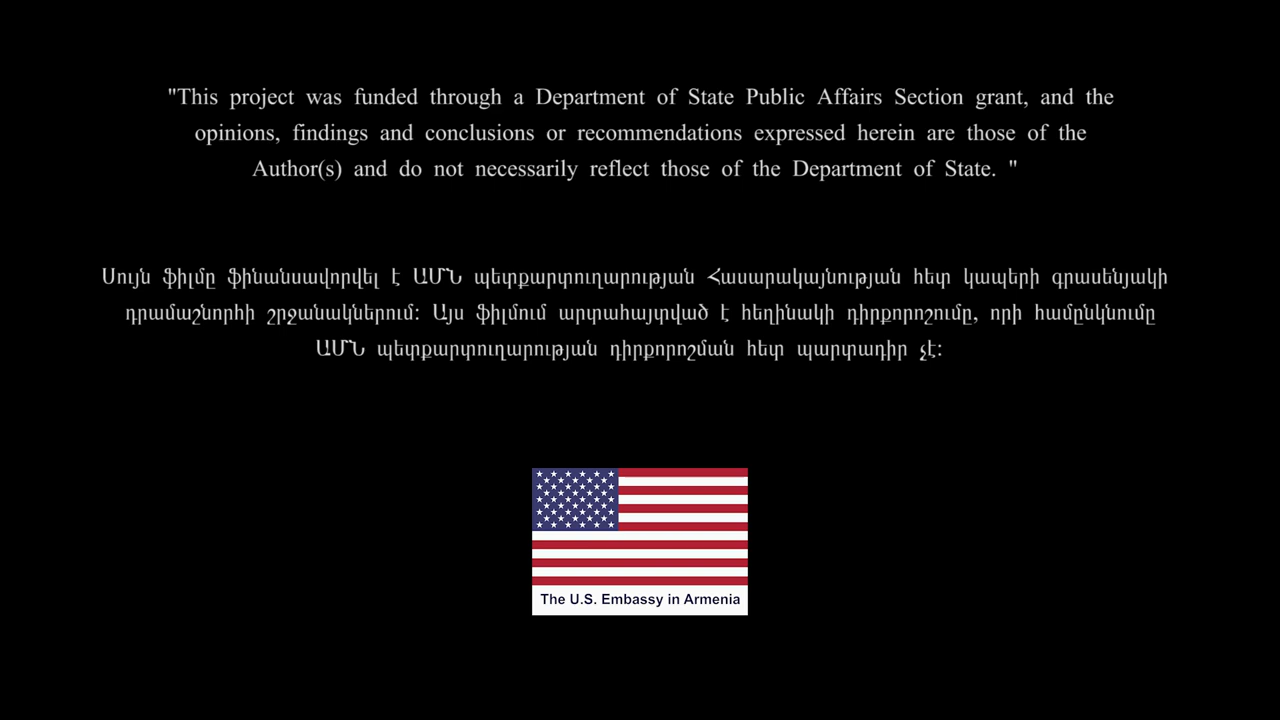 "This project was funded through a Department of State Public Affairs Section grant, and the
opinions, findings and conclusions or recommendations expressed herein are those of the
Author(s) and do not necessarily reflect those of the Department of State. "
Սույն ֆիլմը ֆինանսավորվել է ԱՄՆ պետքարտուղարության Հասարակայնության հետ կապերի գրասենյակի
դրամաշնորհի շրջանակներում: Այս ֆիլմում արտահայտված է հեղինակի դիրքորոշումը, որի համընկնումը
ԱՄՆ պետքարտուղարության դիրքորոշման հետ պարտադիր չէ:
The U.S. Embassy in Armenia